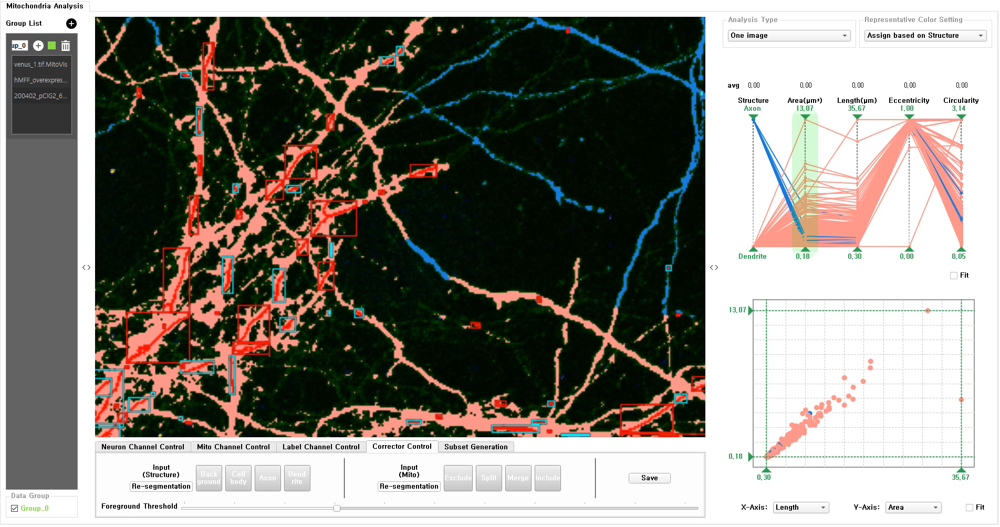 Mitochondria Analysis
Group List
up_0
venus_1.tif.MitoVis
hMFF_overexpres...
200402_pCIG2_6...
Data Group
Group_0
Neuron Channel Control
Mito Channel Control
Label Channel Control
Corrector Control
Subset Generation
Input
(Structure)
Re-segmentation
Back
ground
Cell
body
Axon
Dend
rite
Input
(Mito)
Re-segmentation
Exclude
Split
Merge
Include
Save
Foreground Threshold
Analysis Type
One image
Representative Color Setting
Assign based on Structure
avg 0,00 0,00 0,00 0,00 0,00
Structure Area(μm²) Length(μm) Eccentricity Circularity
Axon 13,07 35,67 1,00 3,14
Dendrite 0,18 0,30 0,00 0,05
Fit
13,07
0,18
0,30 35,67
X-Axis: Length Y-Axis: Area Fit